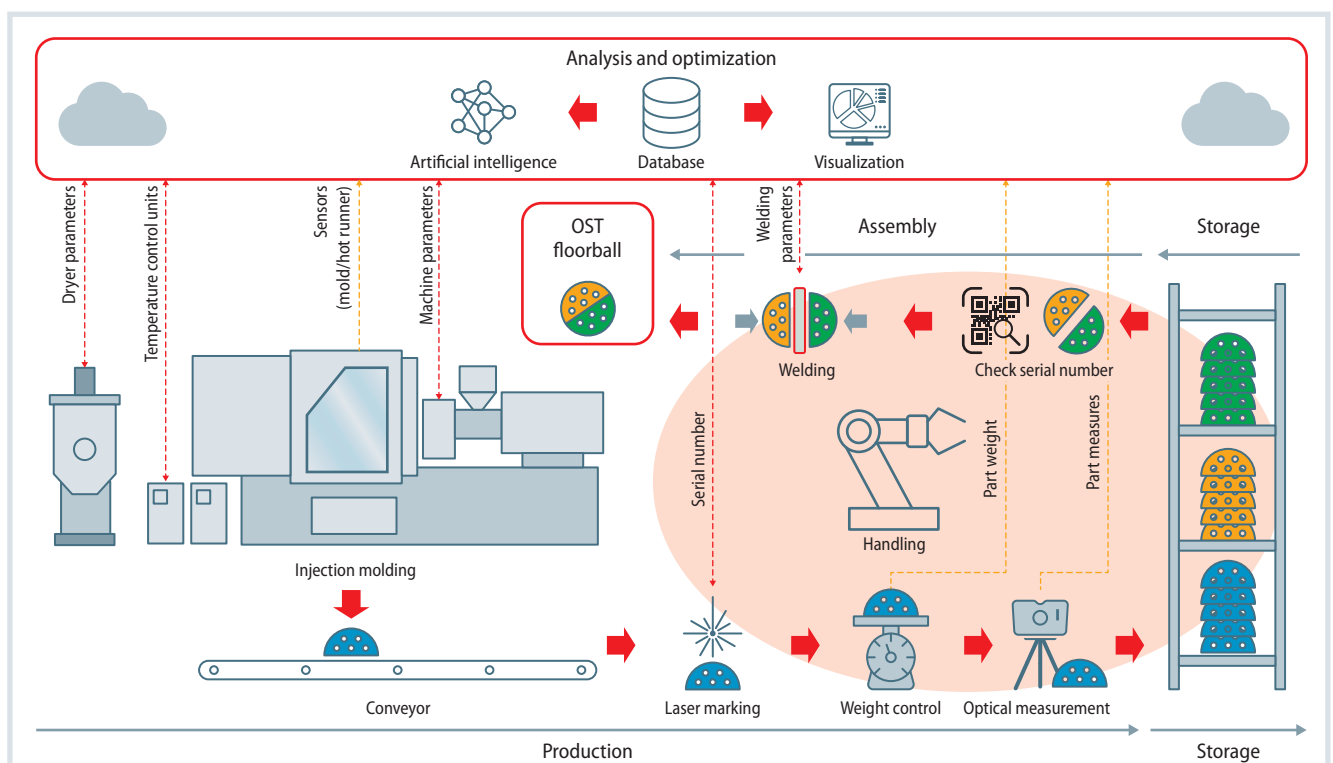 Analysis and optimization
Artificial intelligence
Database
Visualization
Dryer parameters
Temperature control units
Sensors
(mold/hot runner)
Machine parameters
OST
floorball
Serial number
Welding
parameters
Assembly
Storage
Welding
Check serial number
Part weight
Part measures
Handling
Injection molding
Conveyor
Laser marking
Weight control
Optical measurement
Production
Storage